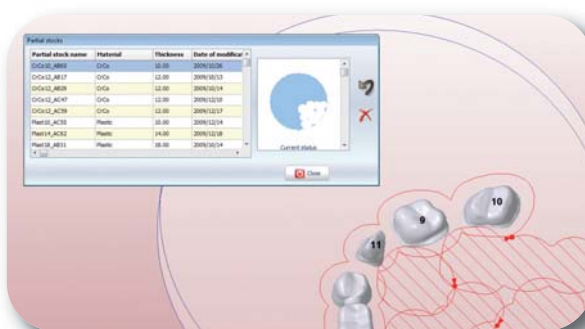 Partial stocks
Partial stock name Material Thickness Date of modificat
CrCo10_AB60 CrCo 10.00 2009/10/26
CrCo12_AB17 CrCo 12.00 2009/10/13
CrCo12_AB09 CrCo 12.00 2009/10/14
CrCo12_AC47 CrCo 12.00 2009/12/10
CrCo12_AC59 CrCo 12.00 2009/12/17
Plast10_AC50 Plastic 10.00 2009/12/14
Plast14_AC62 Plastic 14.00 2009/12/18
Plast18_AB31 Plastic 18.00 2009/10/14
Current status
Close
10
9
11